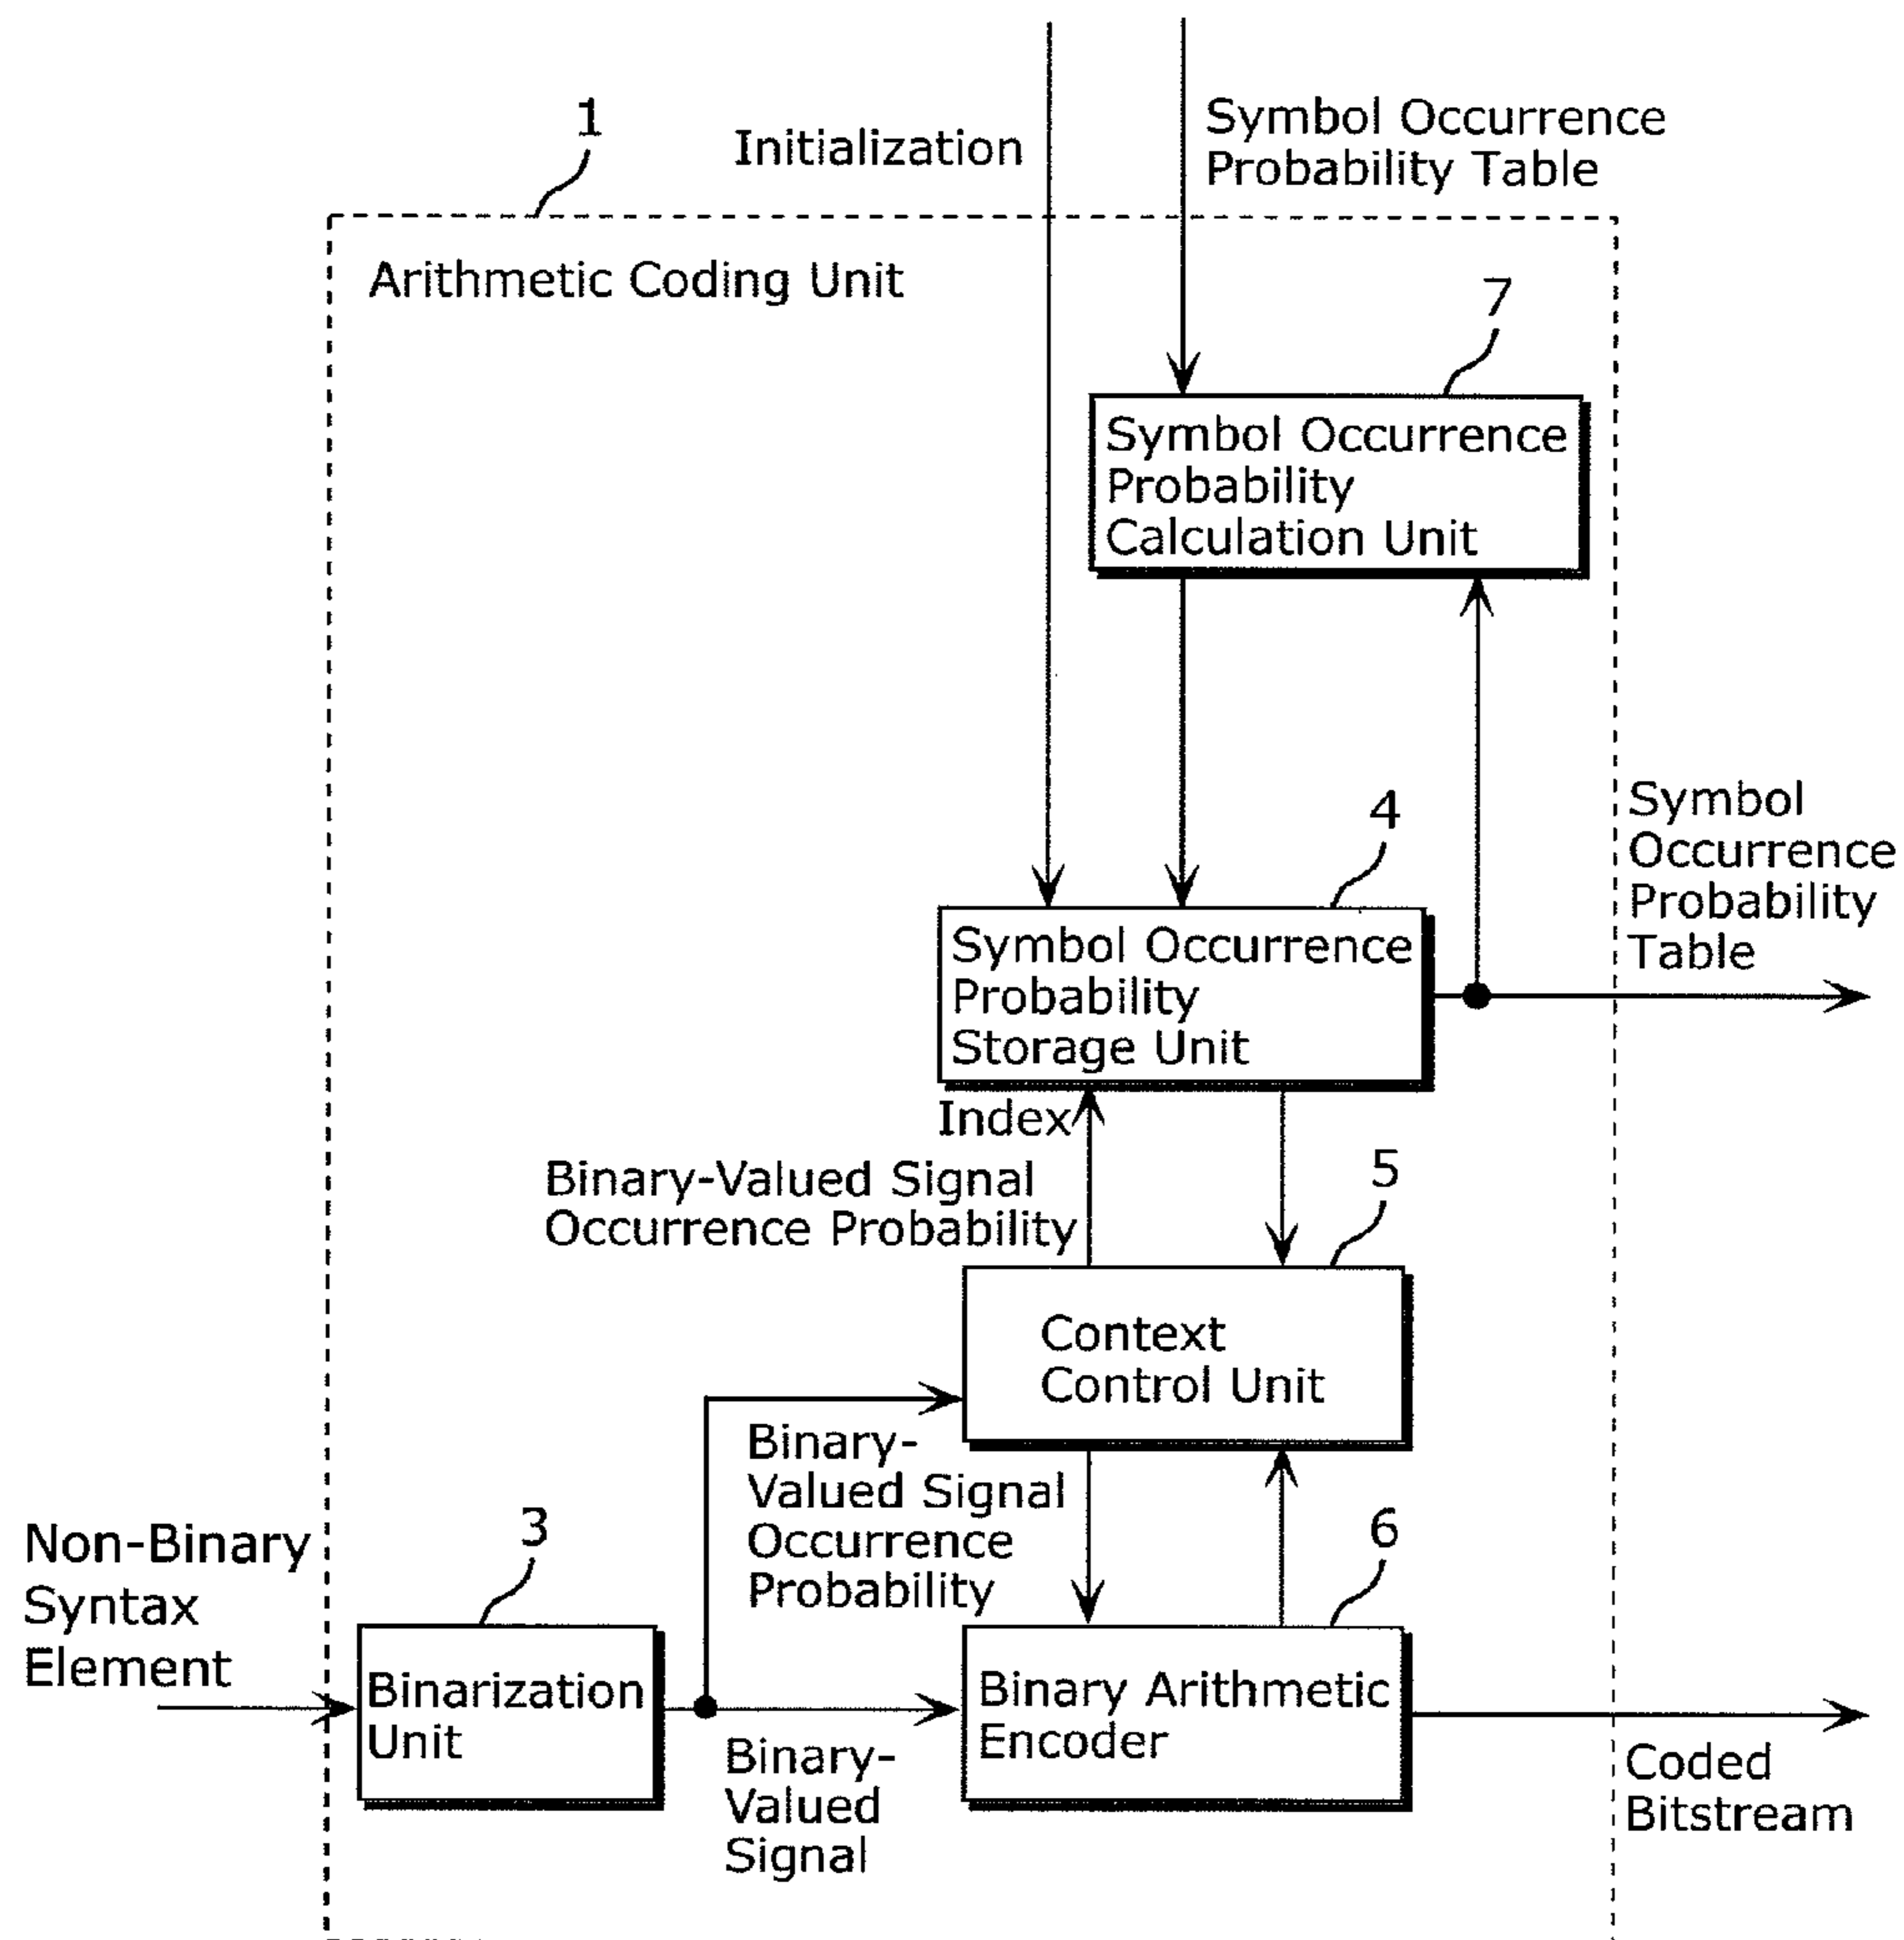 1
Initialization
Symbol Occurrence
Probability Table
Arithmetic Coding Unit
7
Symbol Occurrence
Probability
Calculation Unit
4
Symbol
Occurrence
Probability
Table
Symbol Occurrence
Probability
Storage Unit
Index
Binary-Valued Signal
Occurrence Probability
5
Context
Control Unit
Binary-
Valued Signal
Occurrence
Probability
Non-Binary
Syntax
Element
3
6
Binarization
Unit
Binary Arithmetic
Encoder
Binary-
Valued
Signal
Coded
Bitstream